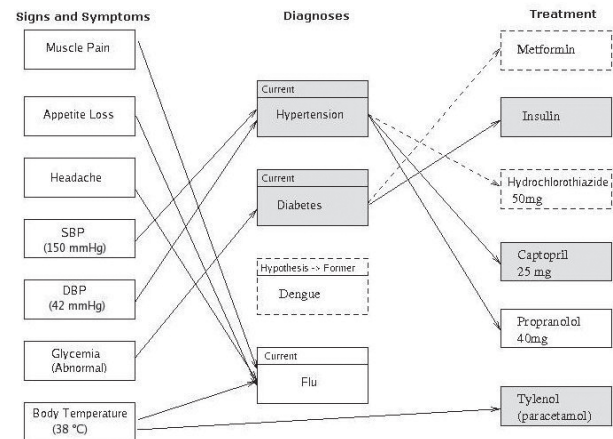 Signs and Symptoms
Diagnoses
Treatment
Muscle Pain
Appetite Loss
Headache
SBP
(150 mmHg)
DBP
(42 mmHg)
Glycemia
(Abnormal)
Body Temperature
(38 °C)
Current
Hypertension
Current
Diabetes
Hypothesis -> Former
Dengue
Current
Flu
Metformin
Insulin
Hydrochlorothiazide
50mg
Captopril
25 mg
Propranolol
40mg
Tylenol
(paracetamol)